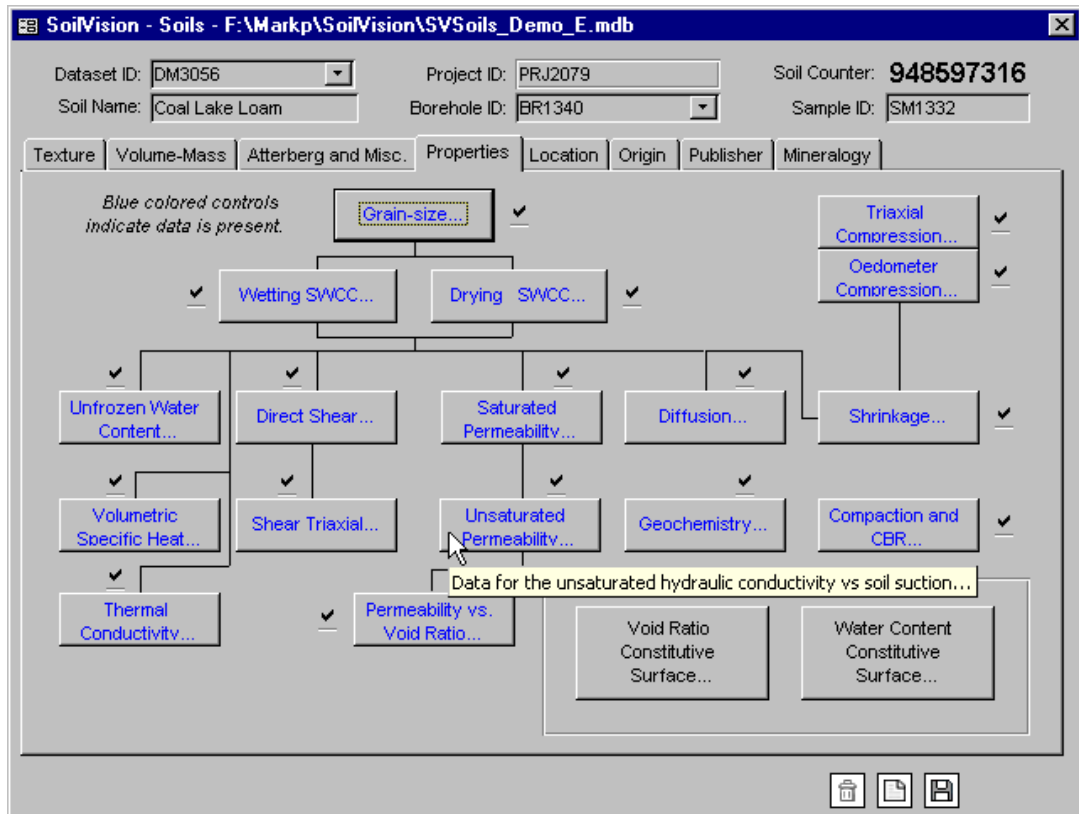 SoilVision - Soils - F:\Markp\SoilVision\SVSoils_Demo_E.mdb
Dataset ID: DM3056 Project ID: PRJ2079 Soil Counter: 948597316
Soil Name: Coal Lake Loam Borehole ID: BR1340 Sample ID: SM1332
Texture Volume-Mass Atterberg and Misc. Properties Location Origin Publisher Mineralogy
Blue colored controls
indicate data is present.
Grain-size...
Triaxial
Compression...
Oedometer
Compression...
Wetting SWCC... Drying SWCC...
Unfrozen Water
Content...
Direct Shear...
Saturated
Permeability...
Diffusion...
Shrinkage...
Volumetric
Specific Heat...
Shear Triaxial...
Unsaturated
Permeability...
Geochemistry...
Compaction and
CBR...
Data for the unsaturated hydraulic conductivity vs soil suction...
Thermal
Conductivity...
Permeability vs.
Void Ratio...
Void Ratio
Constitutive
Surface...
Water Content
Constitutive
Surface...